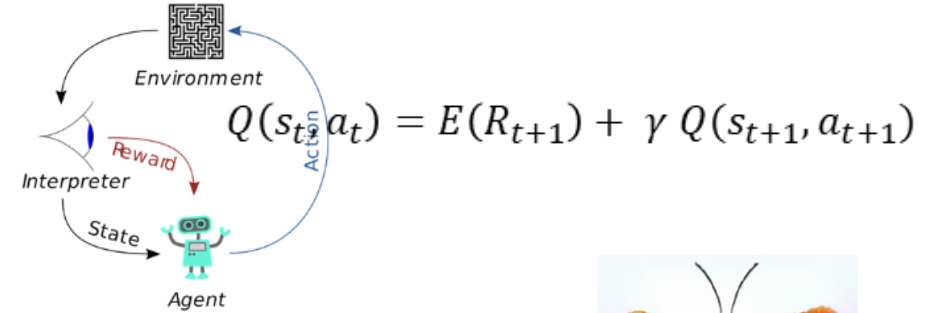 Environment
Q(s_t, a_t) = E(R_{t+1}) + γ Q(s_{t+1}, a_{t+1})
Action
Reward
Interpreter
State
Agent